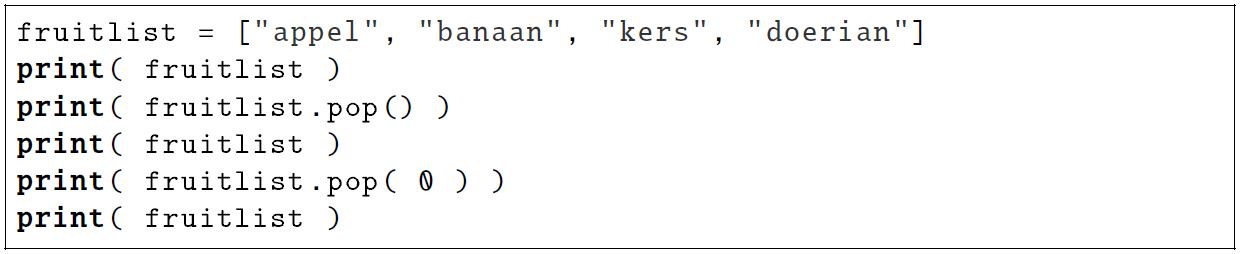 fruitlist = ["appel", "banaan", "kers", "doerian"]
print( fruitlist )
print( fruitlist.pop() )
print( fruitlist )
print( fruitlist.pop( 0 ) )
print( fruitlist )